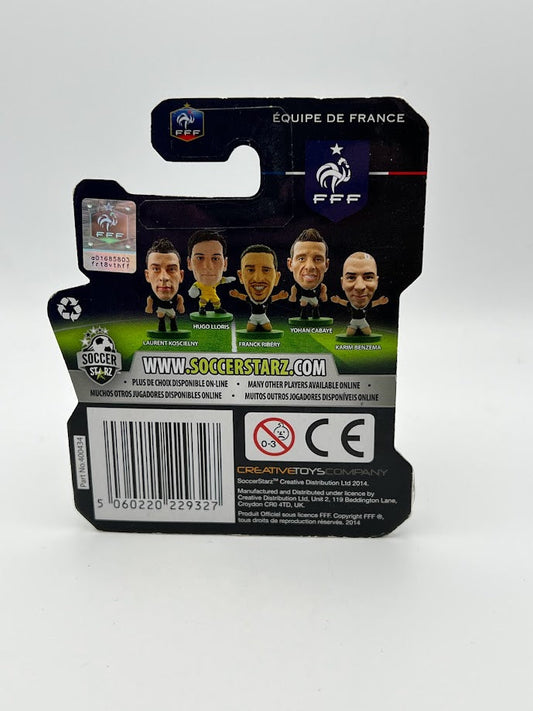 FFF
ÉQUIPE DE FRANCE
FFF
FFF
aD1685803
frt8vthff
LAURENT KOSCIELNY
HUGO LLORIS
FRANCK RIBÉRY
YOHAN CABAYE
KARIM BENZEMA
SOCCER
STARZ
WWW.SOCCERSTARZ.COM
• PLUS DE CHOIX DISPONIBLE ON-LINE • MANY OTHER PLAYERS AVAILABLE ONLINE •
MUCHOS OTROS JUGADORES DISPONIBLES ONLINE • MUITOS OUTROS JOGADORES DISPONÍVEIS ONLINE
Part No.400434
5 060220 229327
0-3
CE
CREATIVETOYSCOMPANY
SoccerStarz™ Creative Distribution Ltd 2014.
Manufactured and Distributed under licence by
Creative Distribution Ltd, Unit 2, 119 Beddington Lane,
Croydon CR0 4TD, UK.
Produit Officiel sous licence FFF. Copyright FFF ®,
tous droits de reproduction résérvés. 2014